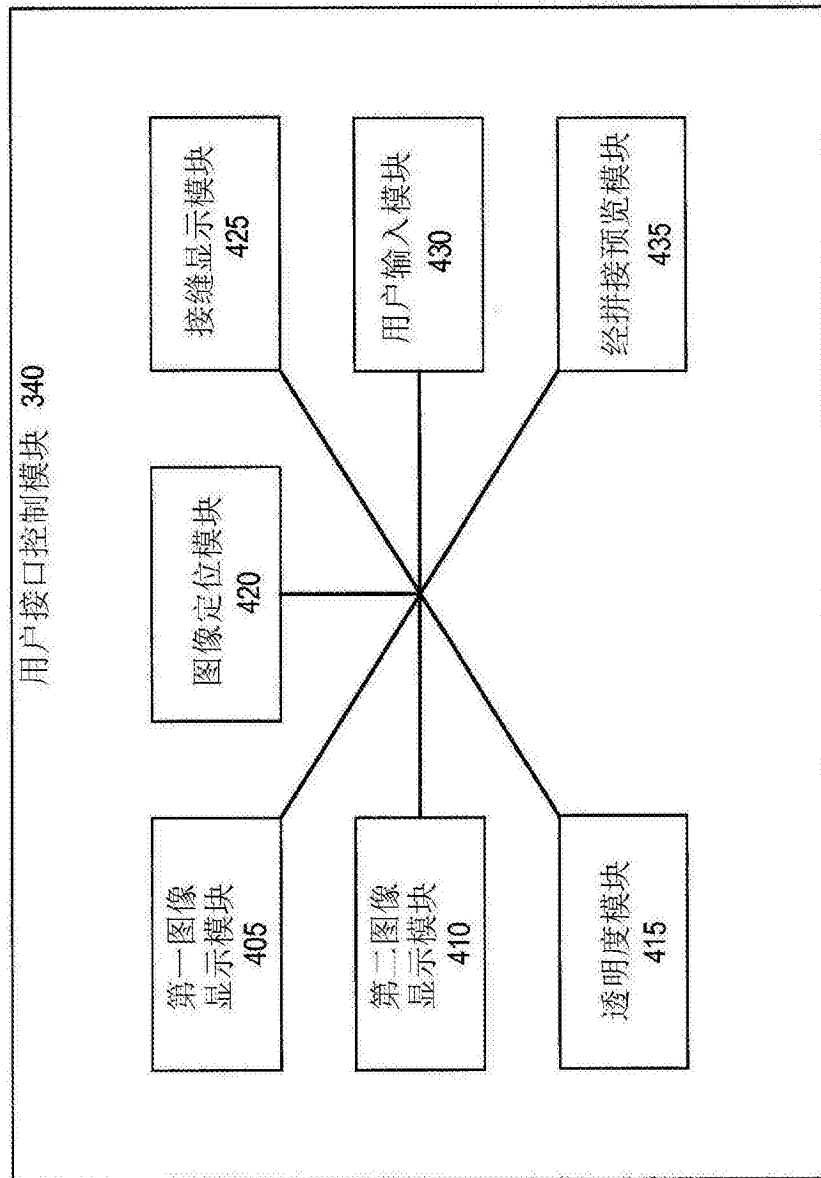 用户接口控制模块 340
第一图像
显示模块
405
第二图像
显示模块
410
透明度模块
415
图像定位模块
420
接缝显示模块
425
用户输入模块
430
经拼接预览模块
435